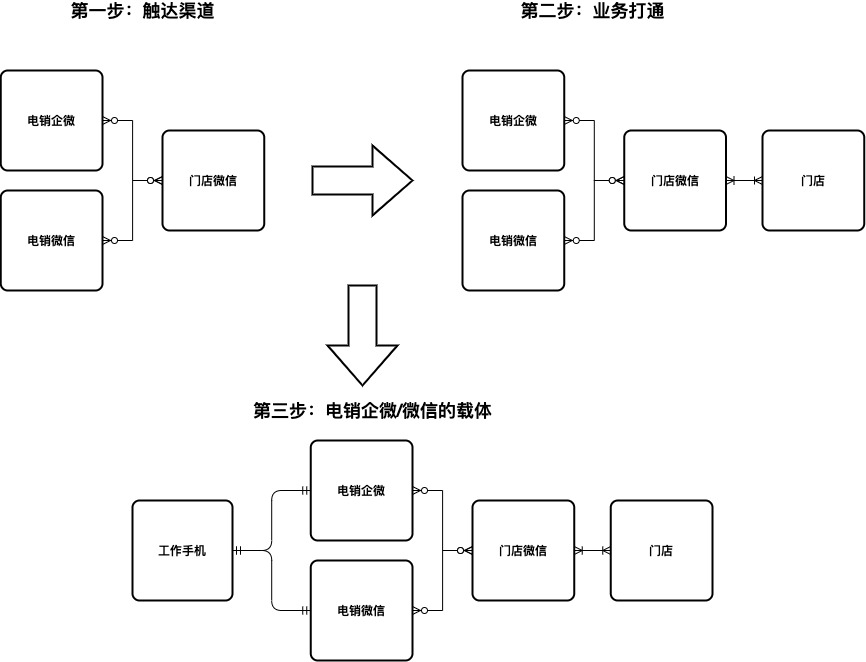 第一步：触达渠道
第二步：业务打通
电销企微
门店微信
电销微信
电销企微
门店微信
门店
电销微信
第三步：电销企微/微信的载体
电销企微
工作手机
门店微信
门店
电销微信